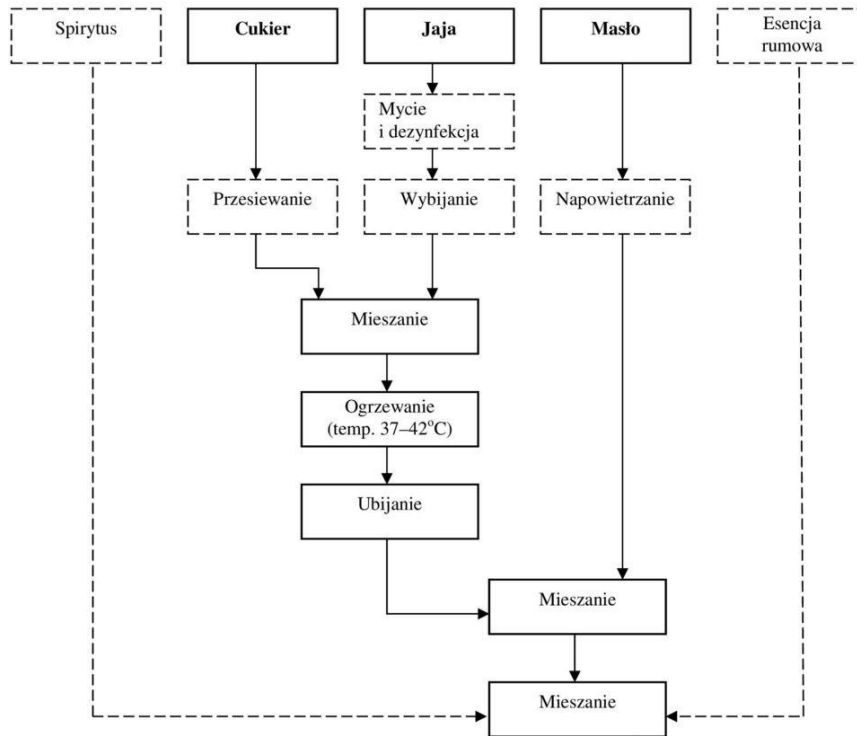 Spirytus
Cukier
Jaja
Masło
Esencja
rumowa
Mycie
i dezynfekcja
Przesiewanie
Wybijanie
Napowietrzanie
Mieszanie
Ogrzewanie
(temp. 37–42°C)
Ubijanie
Mieszanie
Mieszanie